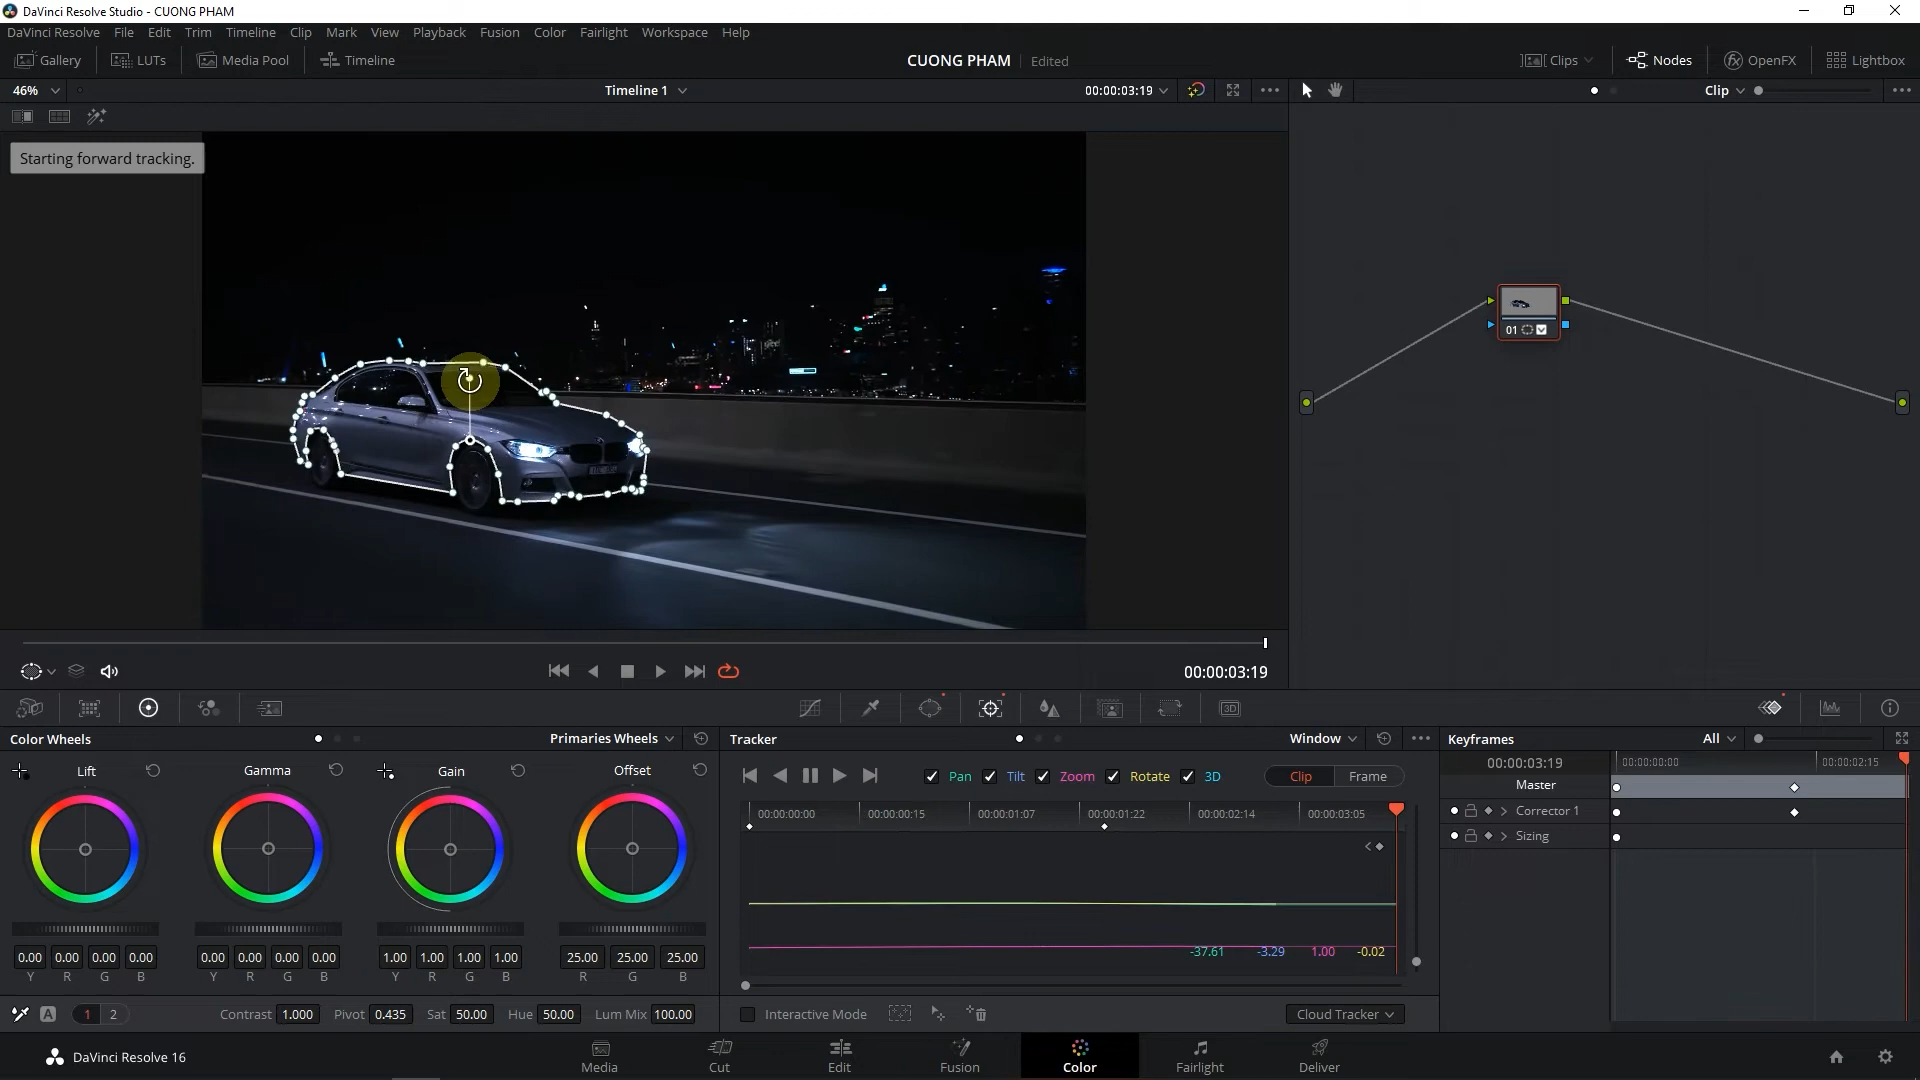 DaVinci Resolve Studio - CUONG PHAM
DaVinci Resolve File Edit Trim Timeline Clip Mark View Playback Fusion Color Fairlight Workspace Help
Gallery LUTs Media Pool Timeline CUONG PHAM Edited Clips Nodes OpenFX Lightbox
46% Timeline 1 00:00:03:19 Clip
Starting forward tracking.
01
00:00:03:19
3D
Color Wheels Primaries Wheels Tracker Window Keyframes All
Lift Gamma Gain Offset Pan Tilt Zoom Rotate 3D Clip Frame 00:00:03:19 00:00:00:00 00:00:02:15
Master
00:00:00:00 00:00:00:15 00:00:01:07 00:00:01:22 00:00:02:14 00:00:03:05 Corrector 1
Sizing
-37.61 -3.29 1.00 -0.02
0.00 0.00 0.00 0.00 0.00 0.00 0.00 0.00 1.00 1.00 1.00 1.00 25.00 25.00 25.00
Y R G B Y R G B Y R G B R G B
A 1 2 Contrast 1.000 Pivot 0.435 Sat 50.00 Hue 50.00 Lum Mix 100.00 Interactive Mode Cloud Tracker
DaVinci Resolve 16 Media Cut Edit Fusion Color Fairlight Deliver